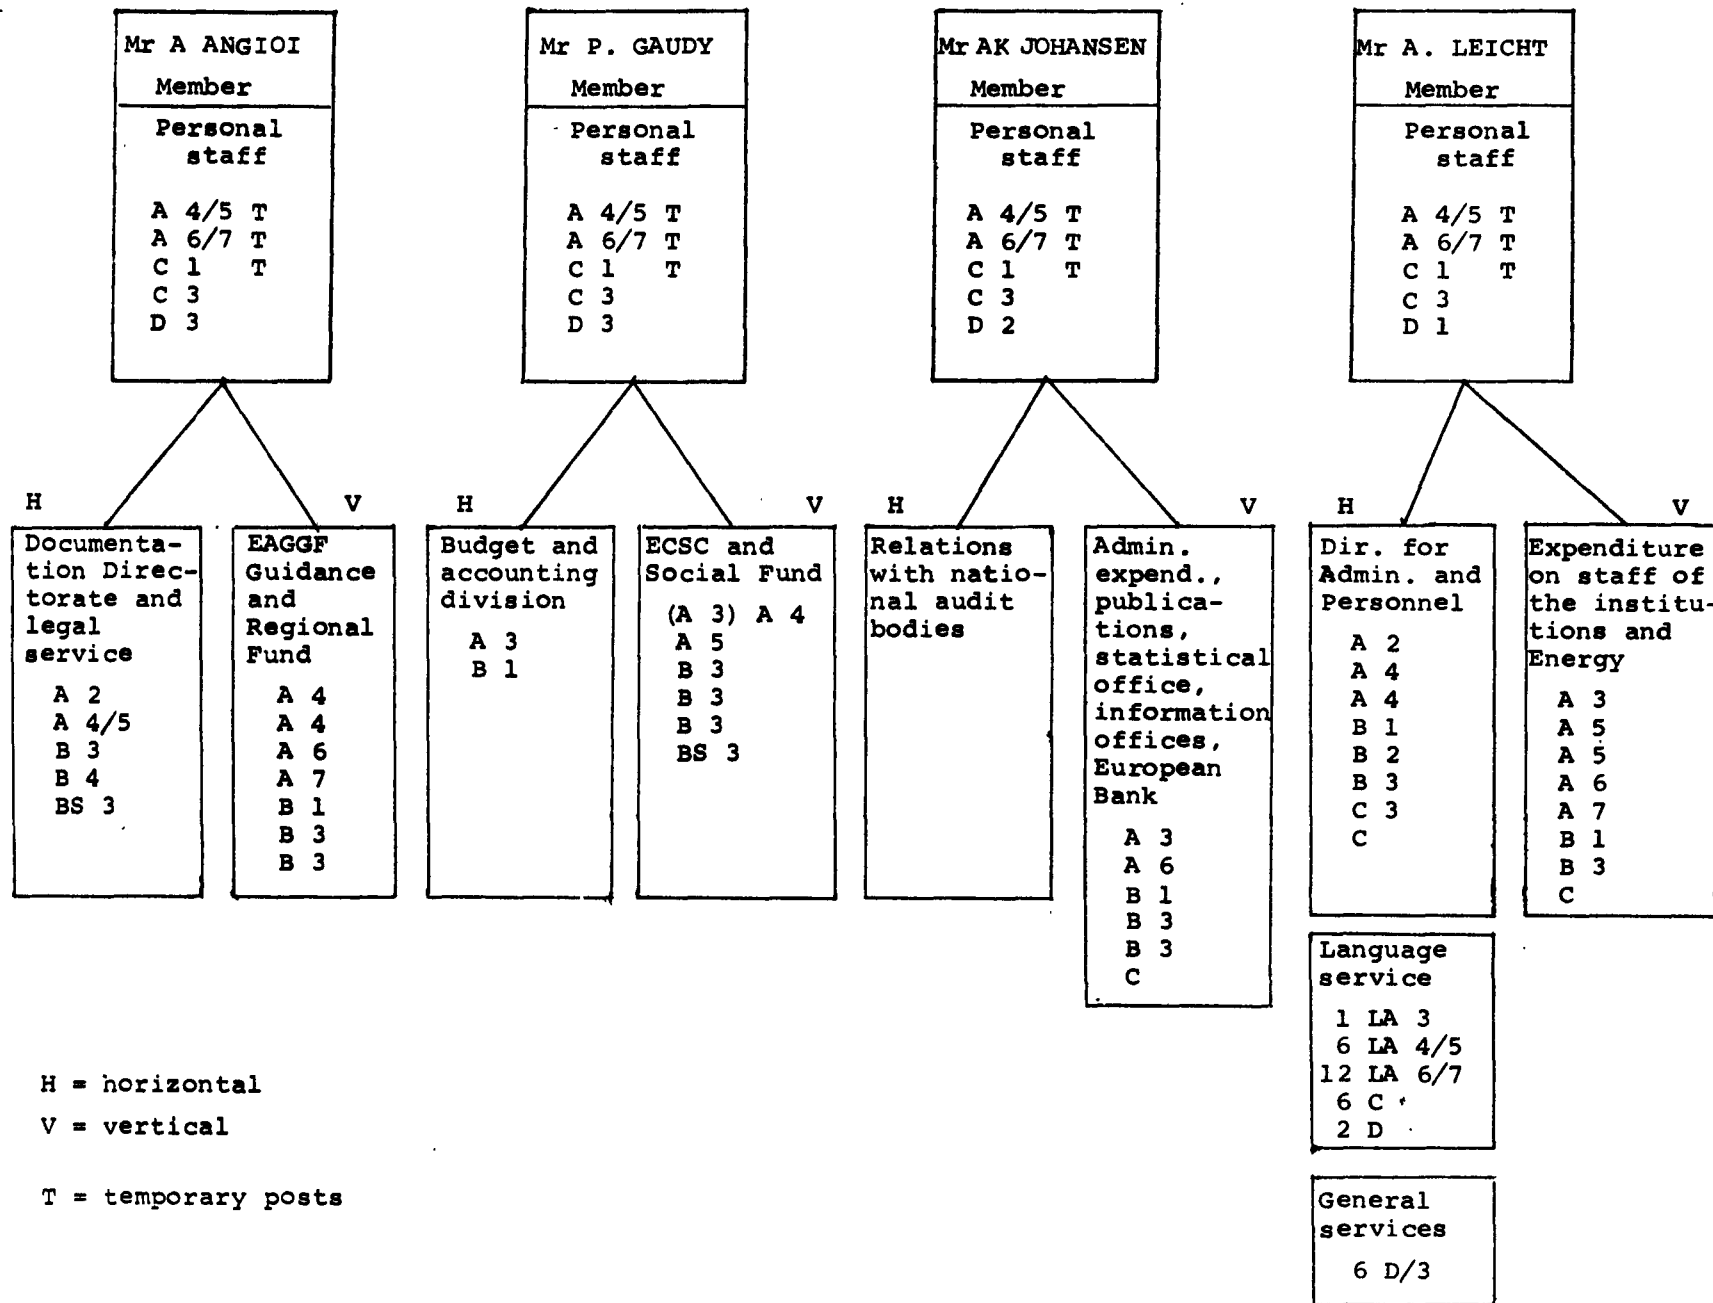 Mr A ANGIOI
Member
Personal
staff
A 4/5 T
A 6/7 T
C 1 T
C 3
D 3
Mr P. GAUDY
Member
Personal
staff
A 4/5 T
A 6/7 T
C 1 T
C 3
D 3
Mr AK JOHANSEN
Member
Personal
staff
A 4/5 T
A 6/7 T
C 1 T
C 3
D 2
Mr A. LEICHT
Member
Personal
staff
A 4/5 T
A 6/7 T
C 1 T
C 3
D 1
H
Documenta-
tion Direc-
torate and
legal
service
A 2
A 4/5
B 3
B 4
BS 3
V
EAGGF
Guidance
and
Regional
Fund
A 4
A 4
A 6
A 7
B 1
B 3
B 3
H
Budget and
accounting
division
A 3
B 1
V
ECSC and
Social Fund
(A 3) A 4
A 5
B 3
B 3
B 3
BS 3
H
Relations
with natio-
nal audit
bodies
V
Admin.
expend.,
publica-
tions,
statistical
office,
information
offices,
European
Bank
A 3
A 6
B 1
B 3
B 3
C
H
Dir. for
Admin. and
Personnel
A 2
A 4
A 4
B 1
B 2
B 3
C 3
C
V
Expenditure
on staff of
the institu-
tions and
Energy
A 3
A 5
A 5
A 6
A 7
B 1
B 3
C
Language
service
1 LA 3
6 LA 4/5
12 LA 6/7
6 C
2 D
General
services
6 D/3
H = horizontal
V = vertical
T = temporary posts